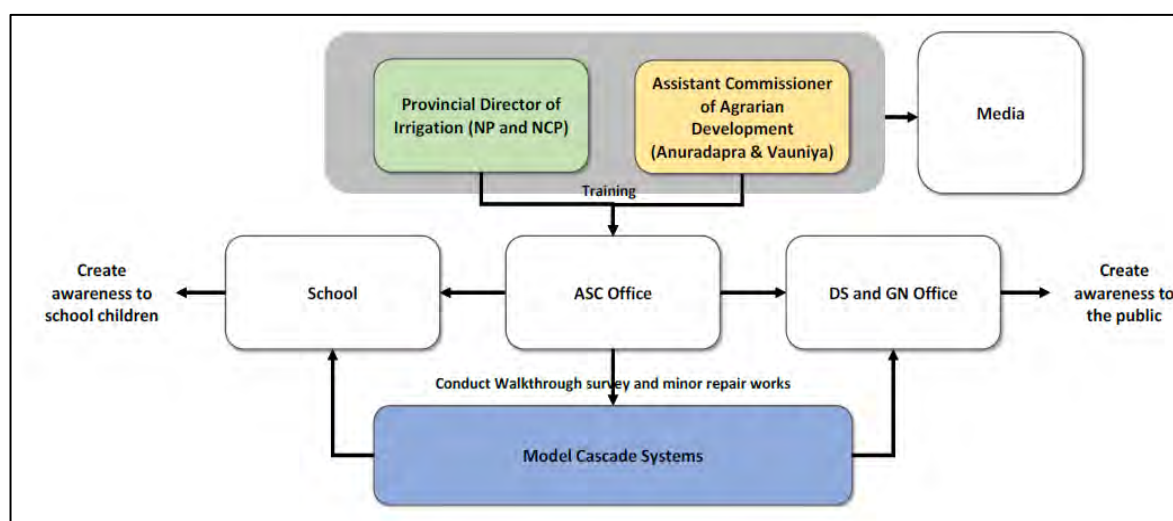 Provincial Director of
Irrigation (NP and NCP)
Assistant Commissioner
of Agrarian
Development
(Anuradapra & Vauniya)
Media
Training
Create
awareness to
school children
School
ASC Office
DS and GN Office
Create
awareness to
the public
Conduct Walkthrough survey and minor repair works
Model Cascade Systems